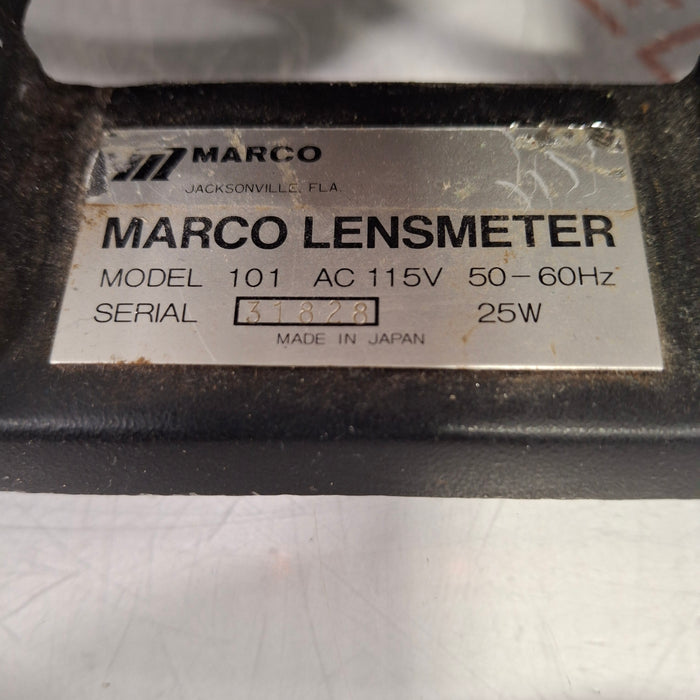 MARCO
JACKSONVILLE, FLA.
MARCO LENSMETER
MODEL 101 AC 115V 50-60Hz
SERIAL 31828 25W
MADE IN JAPAN